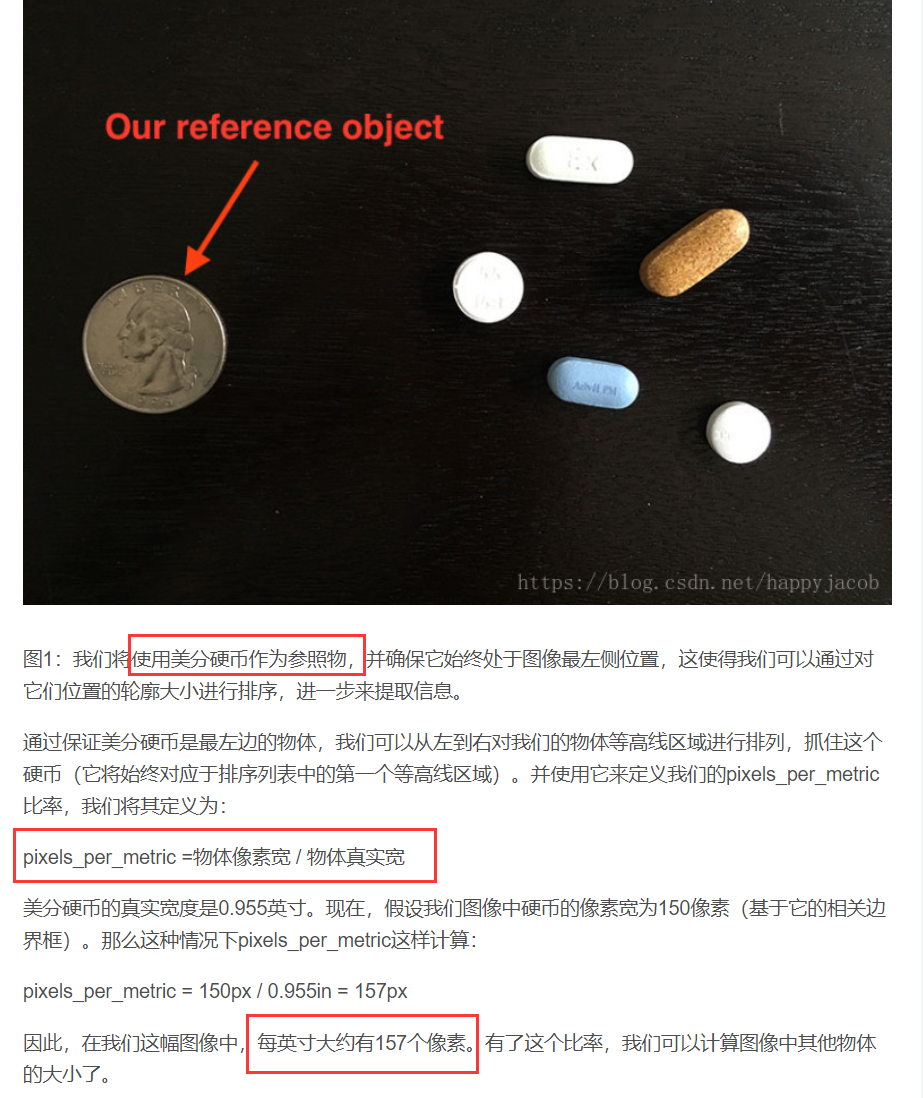 Our reference object
EK
44
LIBERTY
Advil PM
https://blog.csdn.net/happyjacob
图1：我们将使用美分硬币作为参照物，并确保它始终处于图像最左侧位置，这使得我们可以通过对
它们位置的轮廓大小进行排序，进一步来提取信息。
通过保证美分硬币是最左边的物体，我们可以从左到右对我们的物体等高线区域进行排列，抓住这个
硬币（它将始终对应于排序列表中的第一个等高线区域）。并使用它来定义我们的pixels_per_metric
比率，我们将其定义为：
pixels_per_metric =物体像素宽 / 物体真实宽
美分硬币的真实宽度是0.955英寸。现在，假设我们图像中硬币的像素宽为150像素（基于它的相关边
界框）。那么这种情况下pixels_per_metric这样计算：
pixels_per_metric = 150px / 0.955in = 157px
因此，在我们这幅图像中，每英寸大约有157个像素。有了这个比率，我们可以计算图像中其他物体
的大小了。